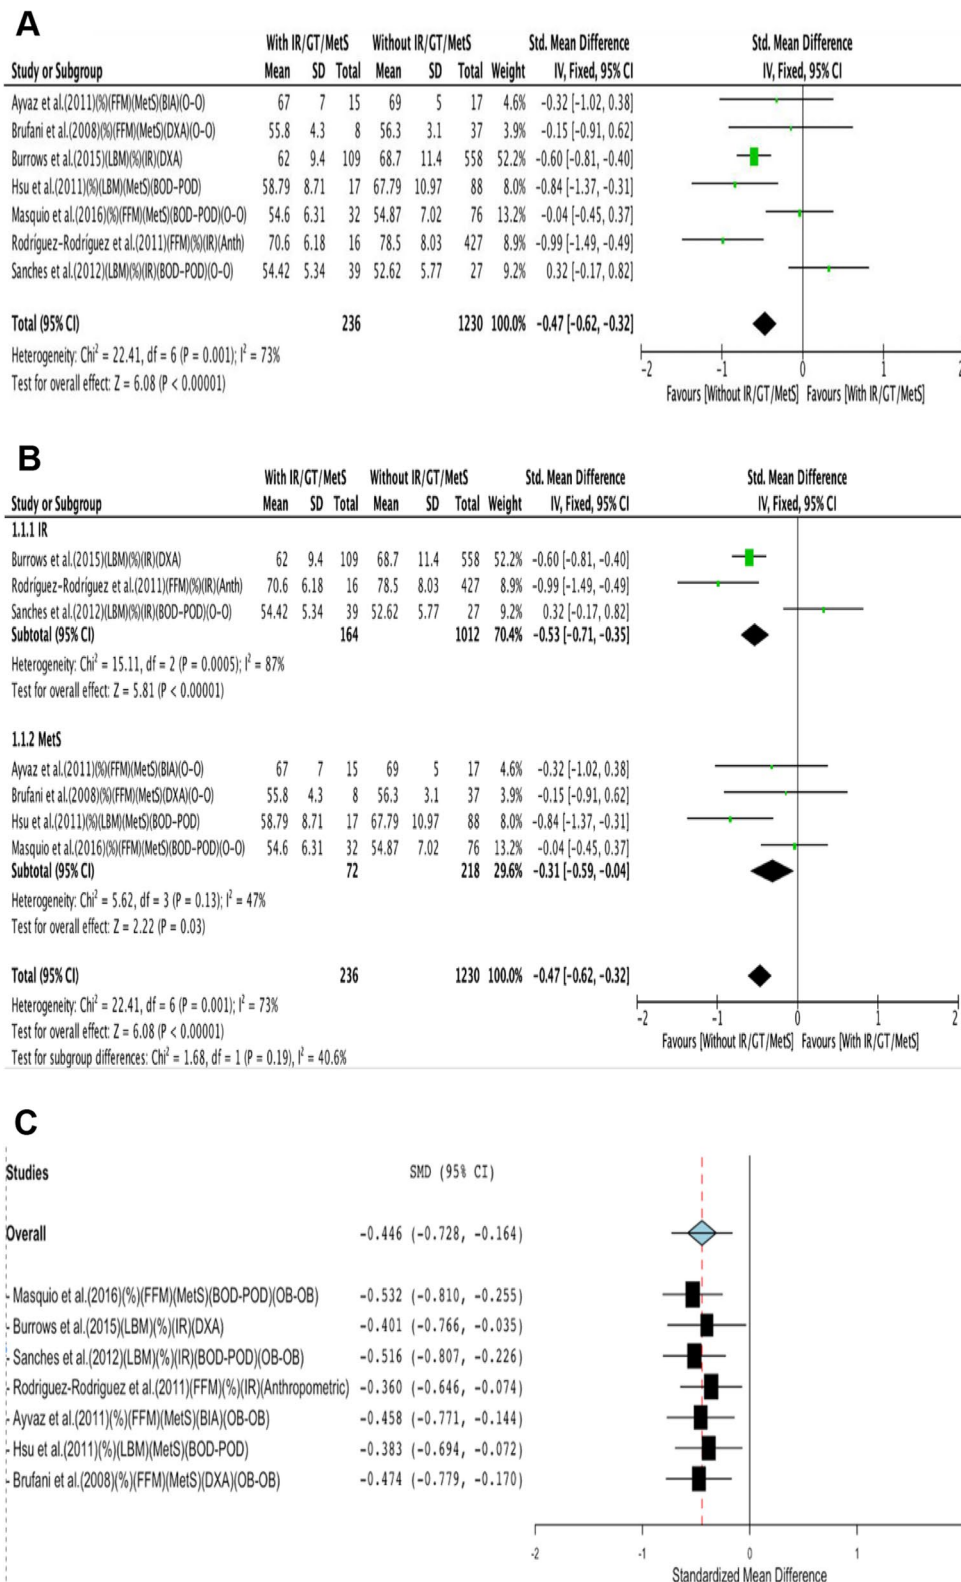 A
With IR/GT/MetS Without IR/GT/MetS Std. Mean Difference Std. Mean Difference
Study or Subgroup Mean SD Total Mean SD Total Weight IV, Fixed, 95% CI IV, Fixed, 95% CI
Ayvaz et al.(2011)(%)(FFM)(MetS)(BIA)(O-O) 67 7 15 69 5 17 4.6% -0.32 [-1.02, 0.38]
Brufani et al.(2008)(%)(FFM)(MetS)(DXA)(O-O) 55.8 4.3 8 56.3 3.1 37 3.9% -0.15 [-0.91, 0.62]
Burrows et al.(2015)(LBM)(%)(IR)(DXA) 62 9.4 109 68.7 11.4 558 52.2% -0.60 [-0.81, -0.40]
Hsu et al.(2011)(%)(LBM)(MetS)(BOD-POD) 58.79 8.71 17 67.79 10.97 88 8.0% -0.84 [-1.37, -0.31]
Masquio et al.(2016)(%)(FFM)(MetS)(BOD-POD)(O-O) 54.6 6.31 32 54.87 7.02 76 13.2% -0.04 [-0.45, 0.37]
Rodríguez-Rodríguez et al.(2011)(FFM)(%)(IR)(Anth) 70.6 6.18 16 78.5 8.03 427 8.9% -0.99 [-1.49, -0.49]
Sanches et al.(2012)(LBM)(%)(IR)(BOD-POD)(O-O) 54.42 5.34 39 52.62 5.77 27 9.2% 0.32 [-0.17, 0.82]
Total (95% CI) 236 1230 100.0% -0.47 [-0.62, -0.32]
Heterogeneity: Chi² = 22.41, df = 6 (P = 0.001); I² = 73%
Test for overall effect: Z = 6.08 (P < 0.00001)
-2 -1 0 1 2
Favours [Without IR/GT/MetS] Favours [With IR/GT/MetS]
B
With IR/GT/MetS Without IR/GT/MetS Std. Mean Difference Std. Mean Difference
Study or Subgroup Mean SD Total Mean SD Total Weight IV, Fixed, 95% CI IV, Fixed, 95% CI
1.1.1 IR
Burrows et al.(2015)(LBM)(%)(IR)(DXA) 62 9.4 109 68.7 11.4 558 52.2% -0.60 [-0.81, -0.40]
Rodríguez-Rodríguez et al.(2011)(FFM)(%)(IR)(Anth) 70.6 6.18 16 78.5 8.03 427 8.9% -0.99 [-1.49, -0.49]
Sanches et al.(2012)(LBM)(%)(IR)(BOD-POD)(O-O) 54.42 5.34 39 52.62 5.77 27 9.2% 0.32 [-0.17, 0.82]
Subtotal (95% CI) 164 1012 70.4% -0.53 [-0.71, -0.35]
Heterogeneity: Chi² = 15.11, df = 2 (P = 0.0005); I² = 87%
Test for overall effect: Z = 5.81 (P < 0.00001)
1.1.2 MetS
Ayvaz et al.(2011)(%)(FFM)(MetS)(BIA)(O-O) 67 7 15 69 5 17 4.6% -0.32 [-1.02, 0.38]
Brufani et al.(2008)(%)(FFM)(MetS)(DXA)(O-O) 55.8 4.3 8 56.3 3.1 37 3.9% -0.15 [-0.91, 0.62]
Hsu et al.(2011)(%)(LBM)(MetS)(BOD-POD) 58.79 8.71 17 67.79 10.97 88 8.0% -0.84 [-1.37, -0.31]
Masquio et al.(2016)(%)(FFM)(MetS)(BOD-POD)(O-O) 54.6 6.31 32 54.87 7.02 76 13.2% -0.04 [-0.45, 0.37]
Subtotal (95% CI) 72 218 29.6% -0.31 [-0.59, -0.04]
Heterogeneity: Chi² = 5.62, df = 3 (P = 0.13); I² = 47%
Test for overall effect: Z = 2.22 (P = 0.03)
Total (95% CI) 236 1230 100.0% -0.47 [-0.62, -0.32]
Heterogeneity: Chi² = 22.41, df = 6 (P = 0.001); I² = 73%
Test for overall effect: Z = 6.08 (P < 0.00001)
Test for subgroup differences: Chi² = 1.68, df = 1 (P = 0.19), I² = 40.6%
-2 -1 0 1 2
Favours [Without IR/GT/MetS] Favours [With IR/GT/MetS]
C
Studies SMD (95% CI)
Overall -0.446 (-0.728, -0.164)
- Masquio et al.(2016)(%)(FFM)(MetS)(BOD-POD)(OB-OB) -0.532 (-0.810, -0.255)
- Burrows et al.(2015)(LBM)(%)(IR)(DXA) -0.401 (-0.766, -0.035)
- Sanches et al.(2012)(LBM)(%)(IR)(BOD-POD)(OB-OB) -0.516 (-0.807, -0.226)
- Rodriguez-Rodriguez et al.(2011)(FFM)(%)(IR)(Anthropometric) -0.360 (-0.646, -0.074)
- Ayvaz et al.(2011)(%)(FFM)(MetS)(BIA)(OB-OB) -0.458 (-0.771, -0.144)
- Hsu et al.(2011)(%)(LBM)(MetS)(BOD-POD) -0.383 (-0.694, -0.072)
- Brufani et al.(2008)(%)(FFM)(MetS)(DXA)(OB-OB) -0.474 (-0.779, -0.170)
-2 -1 0 1
Standardized Mean Difference